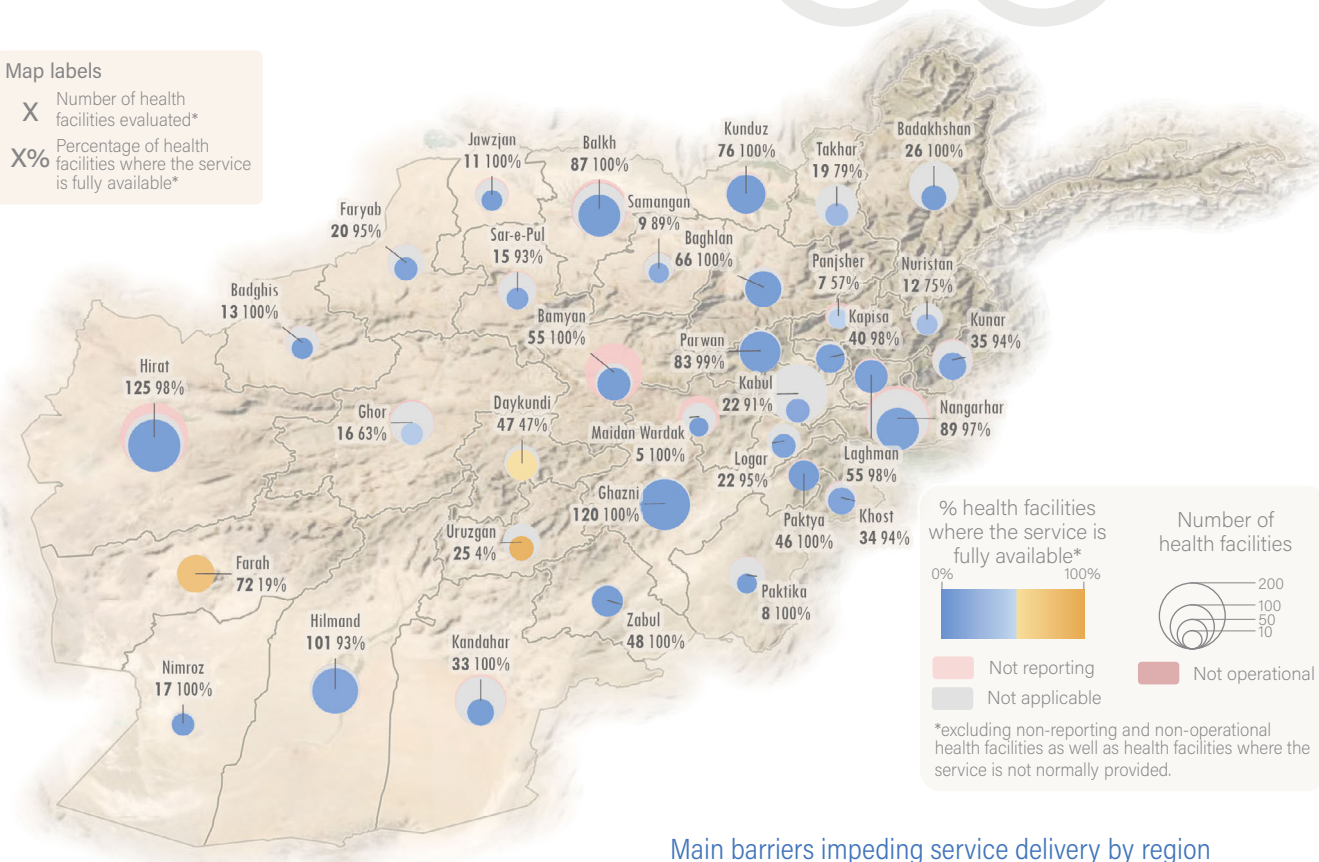 Map labels
X Number of health
facilities evaluated*
X% Percentage of health
facilities where the service
is fully available*
Jawzjan
11 100%
Balkh
87 100%
Kunduz
76 100%
Takhar
19 79%
Badakhshan
26 100%
Faryab
20 95%
Sar-e-Pul
15 93%
Samangan
9 89%
Baghlan
66 100%
Panjsher
7 57%
Nuristan
12 75%
Badghis
13 100%
Bamyan
55 100%
Parwan
83 99%
Kapisa
40 98%
Kunar
35 94%
Hirat
125 98%
Ghor
16 63%
Daykundi
47 47%
Maidan Wardak
5 100%
Kabul
22 91%
Nangarhar
89 97%
Logar
22 95%
Laghman
55 98%
Ghazni
120 100%
Paktya
46 100%
Khost
34 94%
Uruzgan
25 4%
Farah
72 19%
Paktika
8 100%
Zabul
48 100%
Hilmand
101 93%
Kandahar
33 100%
Nimroz
17 100%
% health facilities
where the service is
fully available*
0% 100%
Number of
health facilities
200
100
50
10
Not reporting
Not operational
Not applicable
*excluding non-reporting and non-operational
health facilities as well as health facilities where the
service is not normally provided.
Main barriers impeding service delivery by region